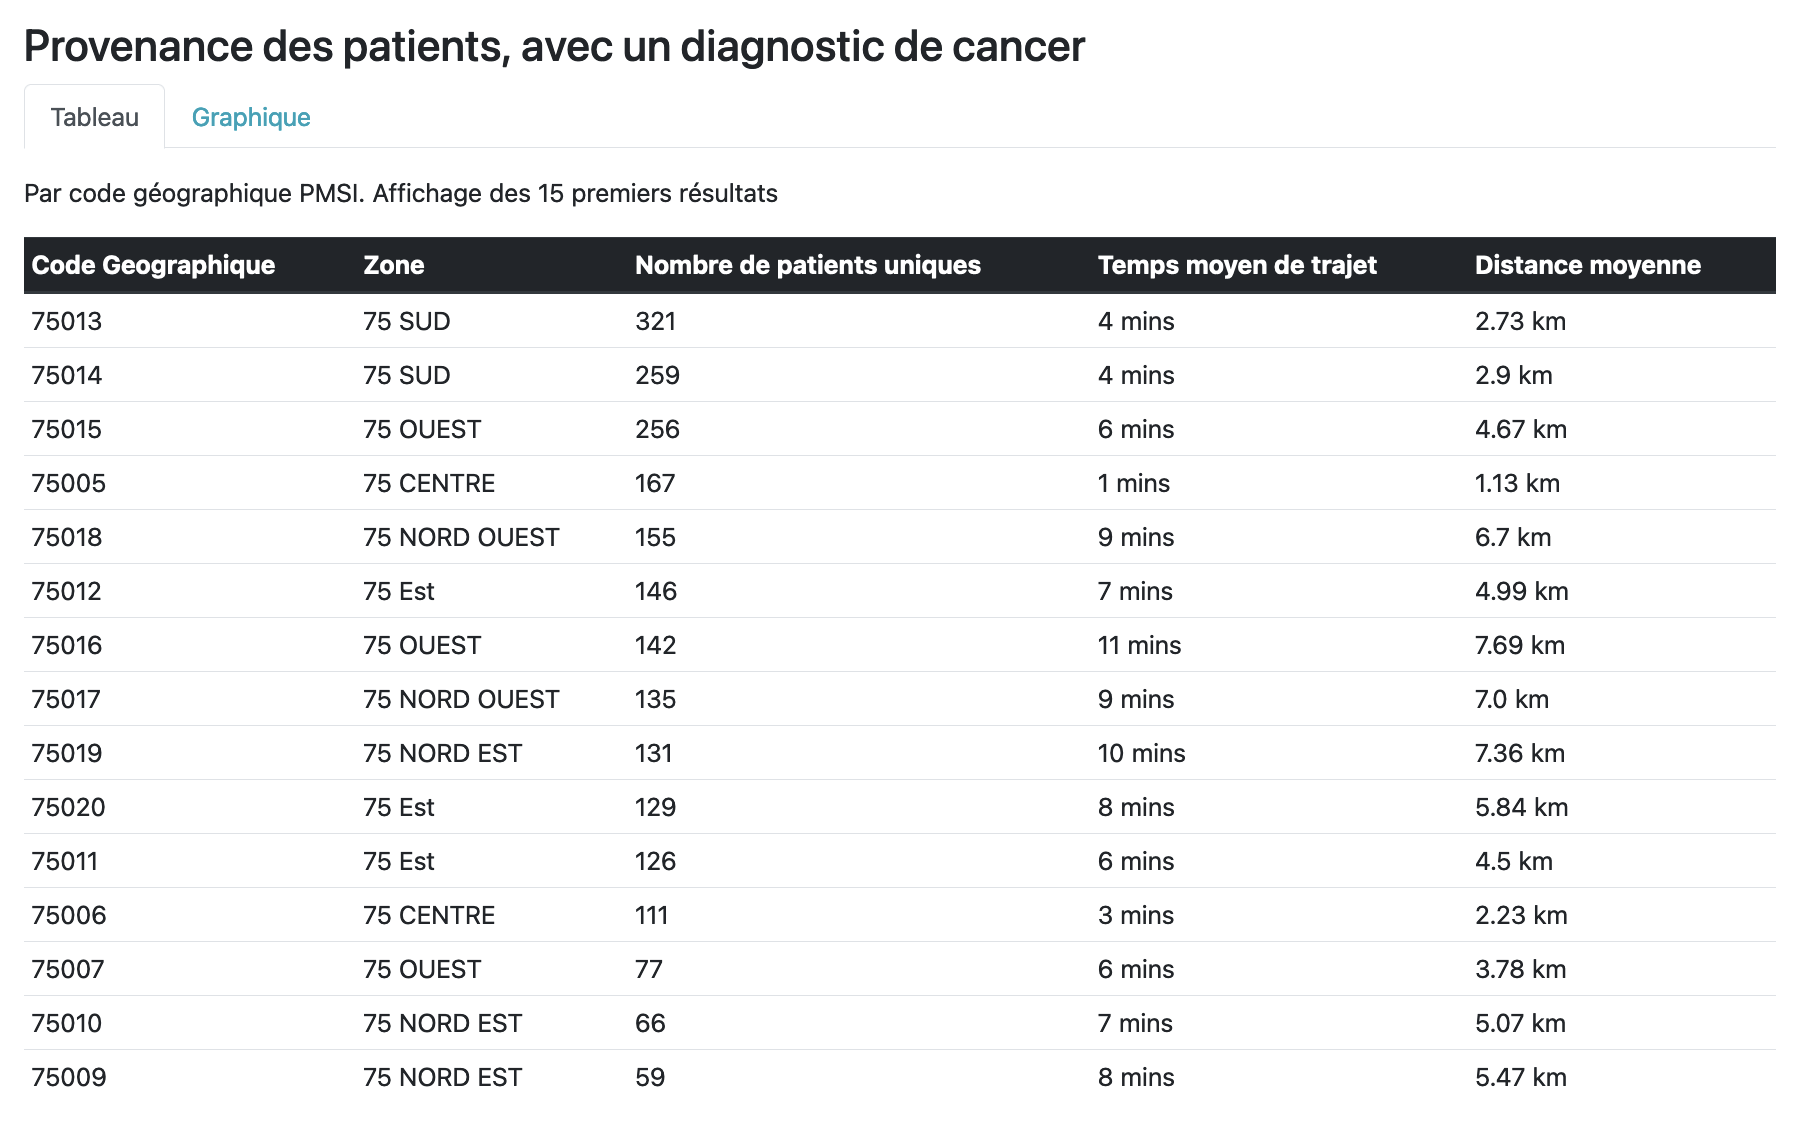 Provenance des patients, avec un diagnostic de cancer
Tableau Graphique
Par code géographique PMSI. Affichage des 15 premiers résultats
Code Geographique Zone Nombre de patients uniques Temps moyen de trajet Distance moyenne
75013 75 SUD 321 4 mins 2.73 km
75014 75 SUD 259 4 mins 2.9 km
75015 75 OUEST 256 6 mins 4.67 km
75005 75 CENTRE 167 1 mins 1.13 km
75018 75 NORD OUEST 155 9 mins 6.7 km
75012 75 Est 146 7 mins 4.99 km
75016 75 OUEST 142 11 mins 7.69 km
75017 75 NORD OUEST 135 9 mins 7.0 km
75019 75 NORD EST 131 10 mins 7.36 km
75020 75 Est 129 8 mins 5.84 km
75011 75 Est 126 6 mins 4.5 km
75006 75 CENTRE 111 3 mins 2.23 km
75007 75 OUEST 77 6 mins 3.78 km
75010 75 NORD EST 66 7 mins 5.07 km
75009 75 NORD EST 59 8 mins 5.47 km